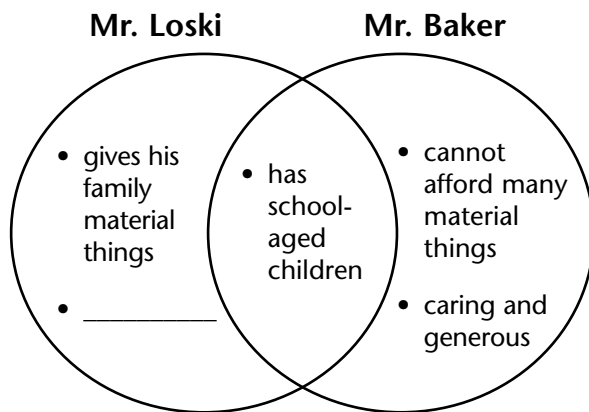 Mr. Loski
Mr. Baker
• gives his
family
material
things
• __________
• has
school-
aged
children
• cannot
afford many
material
things
• caring and
generous